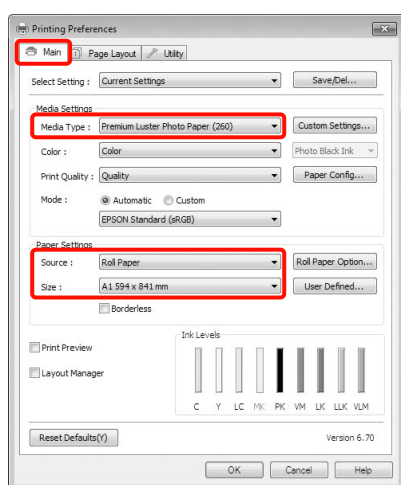 Printing Preferences
Main Page Layout Utility
Select Setting : Current Settings Save/Del...
Media Settings
Media Type : Premium Luster Photo Paper (260) Custom Settings...
Color : Color Photo Black Ink
Print Quality : Quality Paper Config...
Mode : Automatic Custom
EPSON Standard (sRGB)
Paper Settings
Source : Roll Paper Roll Paper Option...
Size : A1 594 x 841 mm User Defined...
Borderless
Ink Levels
Print Preview
Layout Manager
C Y LC MK PK VM LK LLK VLM
Reset Defaults(Y) Version 6.70
OK Cancel Help